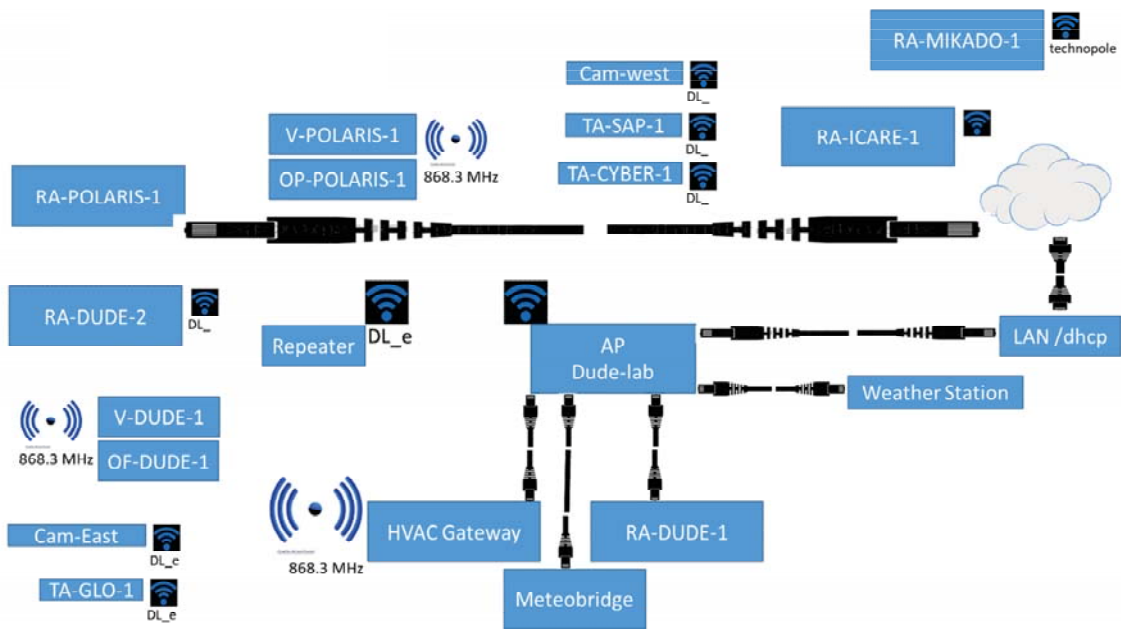 RA-MIKADO-1
technopole
Cam-west
DL_
V-POLARIS-1
TA-SAP-1
DL_
RA-ICARE-1
868.3 MHz
OP-POLARIS-1
TA-CYBER-1
DL_
RA-POLARIS-1
RA-DUDE-2
DL_
Repeater
DL_e
AP
Dude-lab
LAN /dhcp
Weather Station
V-DUDE-1
868.3 MHz
OF-DUDE-1
HVAC Gateway
868.3 MHz
RA-DUDE-1
Cam-East
DL_e
TA-GLO-1
DL_e
Meteobridge